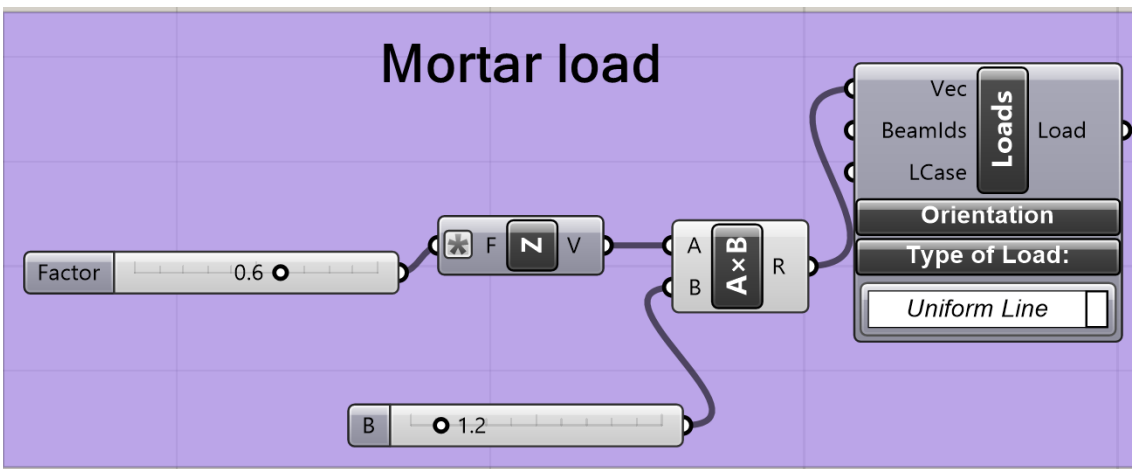 Mortar load
Vec
BeamIds
LCase
Loads
Load
Orientation
Type of Load:
Uniform Line
Factor
0.6
F
Z
V
A
B
A×B
R
B
1.2